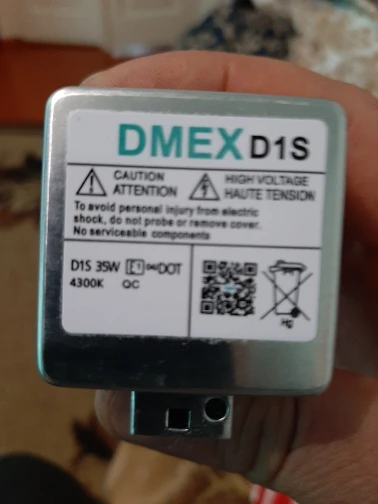 DMEX D1S
CAUTION
ATTENTION
HIGH VOLTAGE
HAUTE TENSION
To avoid personal injury from electric
shock, do not probe or remove cover.
No serviceable components
D1S 35W E1 DOT
4300K QC
Hg